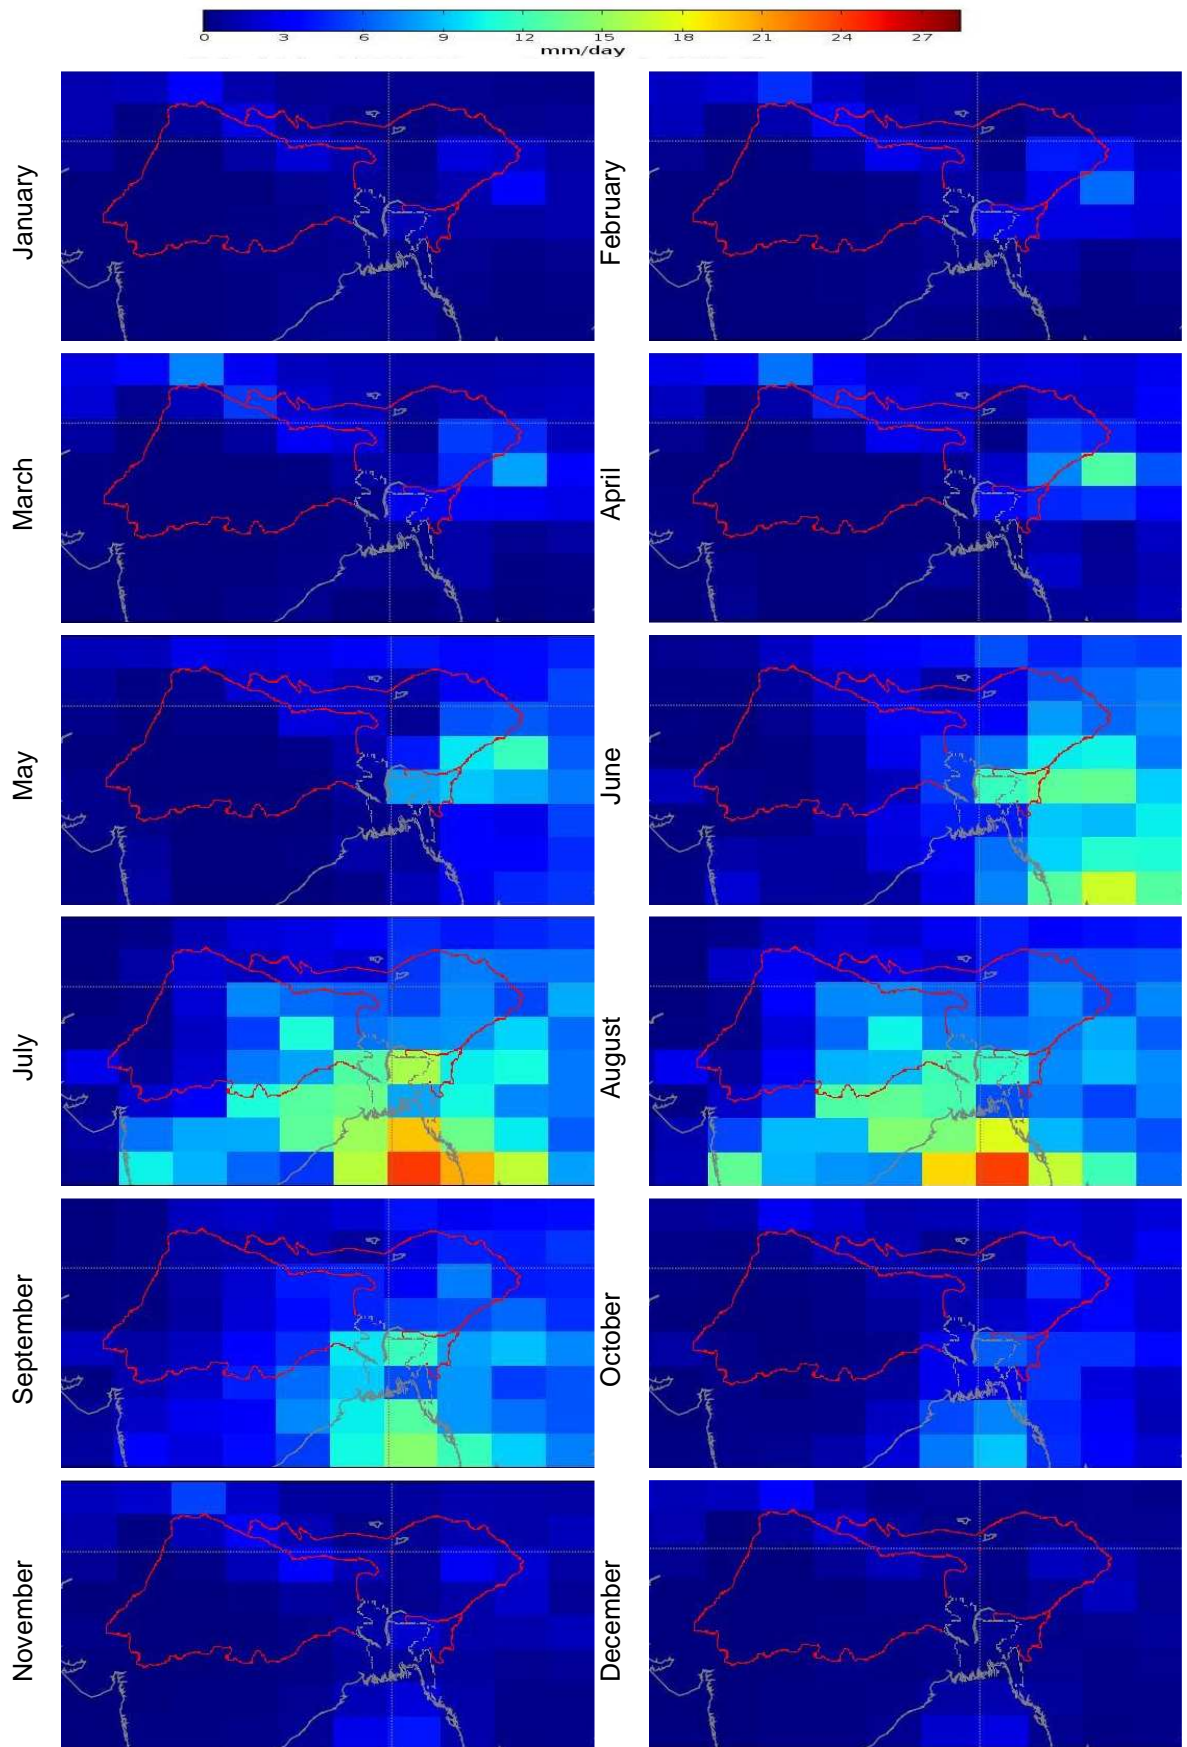 0 3 6 9 12 15 18 21 24 27
mm/day
January
February
March
April
May
June
July
August
September
October
November
December